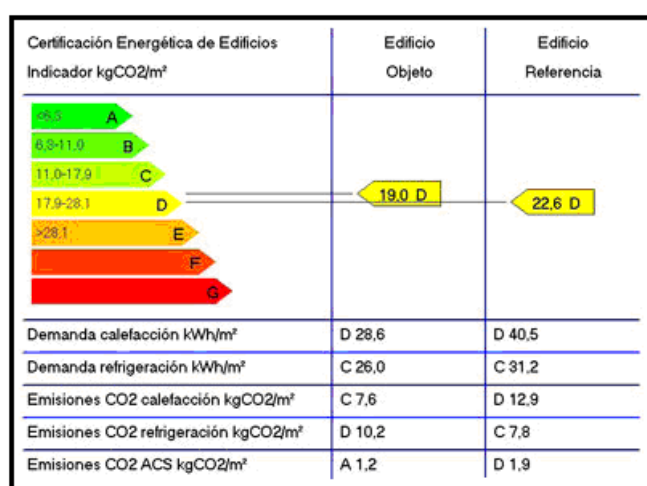 Certificación Energética de Edificios
Indicador kgCO2/m²
Edificio
Objeto
Edificio
Referencia
<6,3 A
6,3-11,0 B
11,0-17,9 C
17,9-28.1 D
>28,1 E
F
G
19,0 D
22,6 D
Demanda calefacción kWh/m² D 28,6 D 40,5
Demanda refrigeración kWh/m² C 26,0 C 31,2
Emisiones CO2 calefacción kgCO2/m² C 7,6 D 12,9
Emisiones CO2 refrigeración kgCO2/m² D 10,2 C 7,8
Emisiones CO2 ACS kgCO2/m² A 1,2 D 1,9